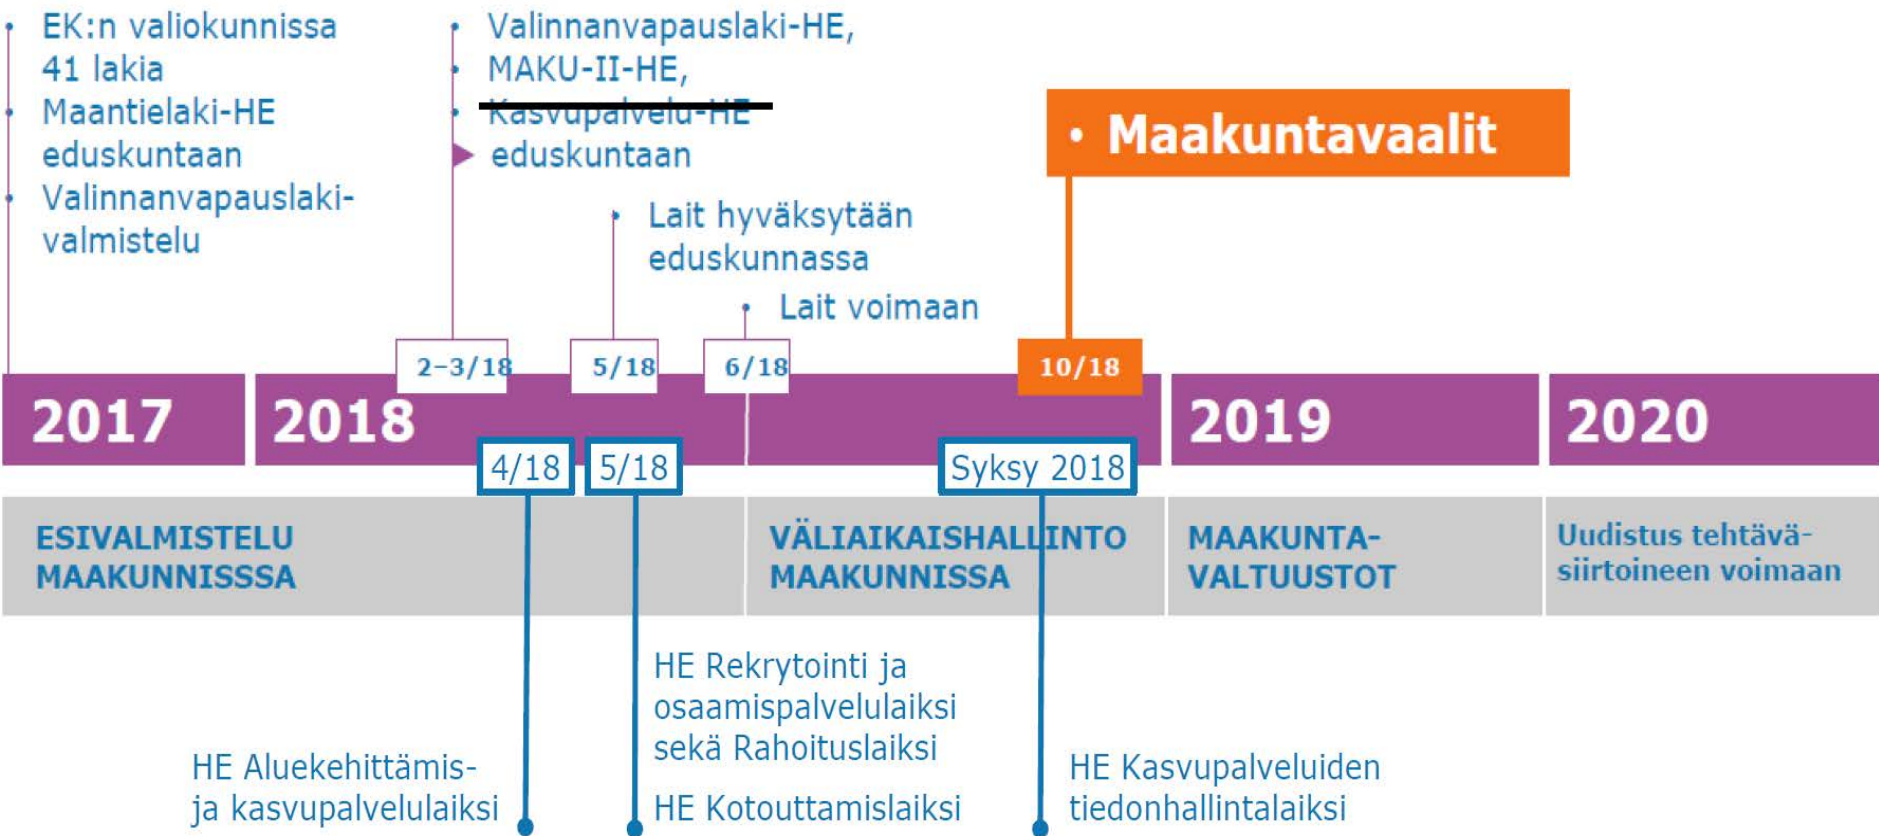 • EK:n valiokunnissa
41 lakia
• Maantielaki-HE
eduskuntaan
• Valinnanvapauslaki-
valmistelu
• Valinnanvapauslaki-HE,
• MAKU-II-HE,
• Kasvupalvelu-HE
eduskuntaan
• Lait hyväksytään
eduskunnassa
• Lait voimaan
• Maakuntavaalit
2–3/18
5/18
6/18
10/18
2017
2018
2019
2020
4/18
5/18
Syksy 2018
ESIVALMISTELU
MAAKUNNISSSA
VÄLIAIKAISHALLINTO
MAAKUNNISSA
MAAKUNTA-
VALTUUSTOT
Uudistus tehtävä-
siirtoineen voimaan
HE Aluekehittämis-
ja kasvupalvelulaiksi
HE Rekrytointi ja
osaamispalvelulaiksi
sekä Rahoituslaiksi
HE Kotouttamislaiksi
HE Kasvupalveluiden
tiedonhallintalaiksi